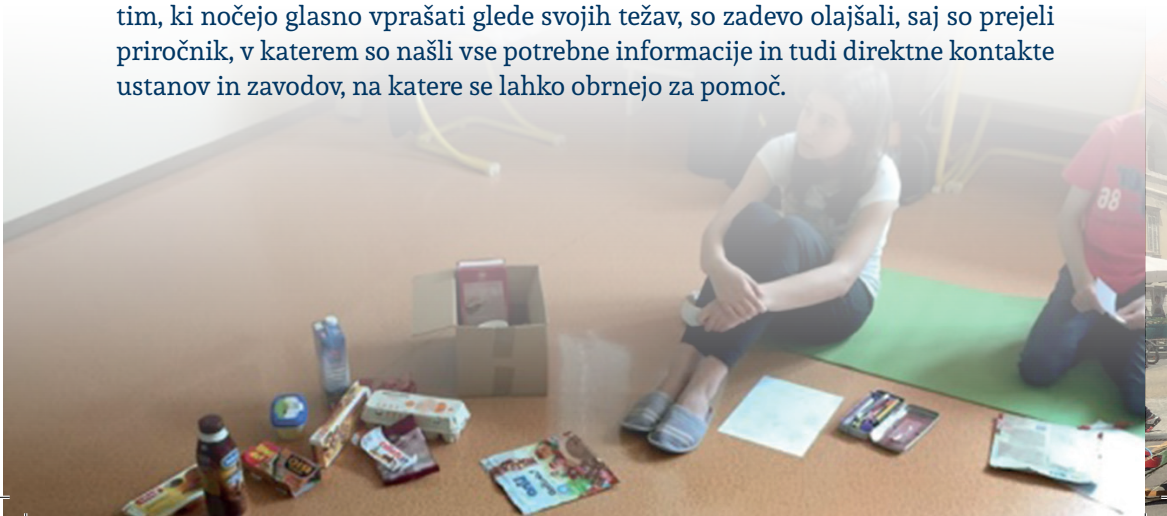 tim, ki nočejo glasno vprašati glede svojih težav, so zadevo olajšali, saj so prejeli
priročnik, v katerem so našli vse potrebne informacije in tudi direktne kontakte
ustanov in zavodov, na katere se lahko obrnejo za pomoč.
88